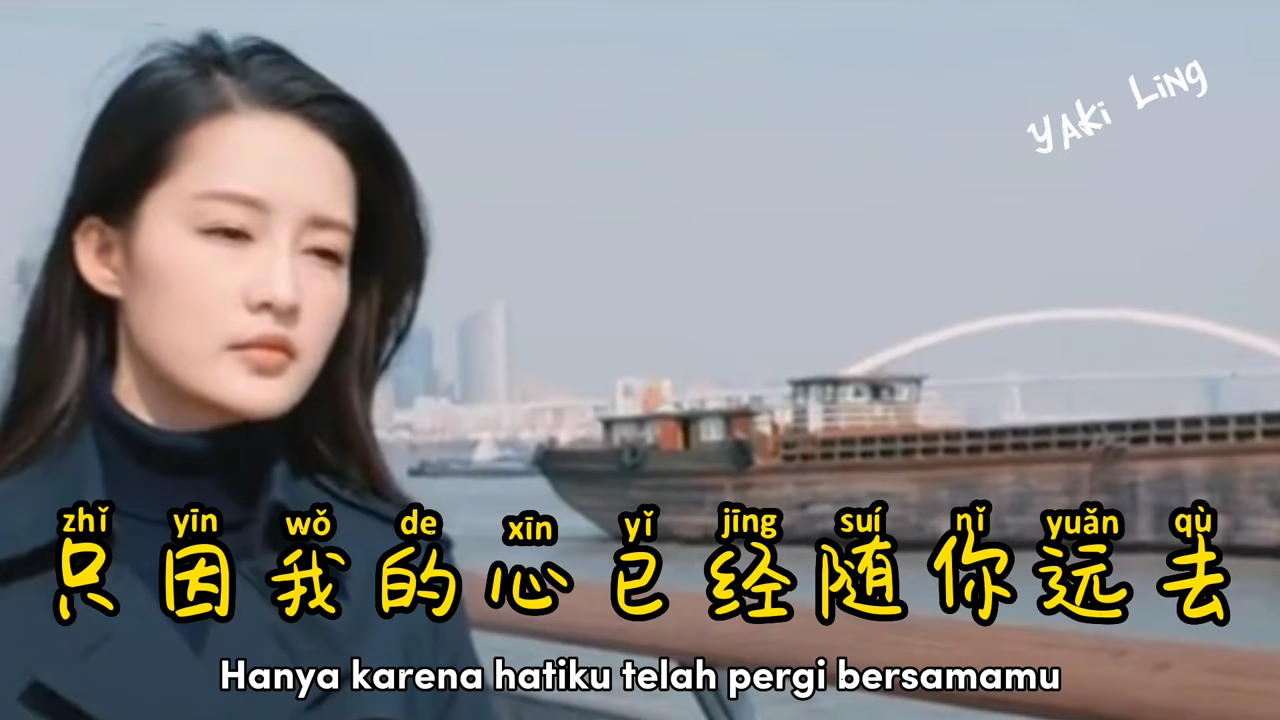 YAKi LiNg
zhǐ yīn wǒ de xīn yǐ jīng suí nǐ yuǎn qù
只因我的心已经随你远去
Hanya karena hatiku telah pergi bersamamu